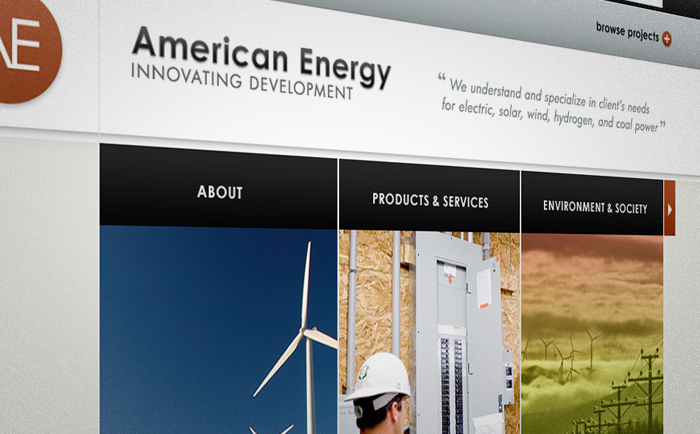 AE
browse projects
American Energy
INNOVATING DEVELOPMENT
“ We understand and specialize in client's needs
for electric, solar, wind, hydrogen, and coal power ”
ABOUT
PRODUCTS & SERVICES
ENVIRONMENT & SOCIETY